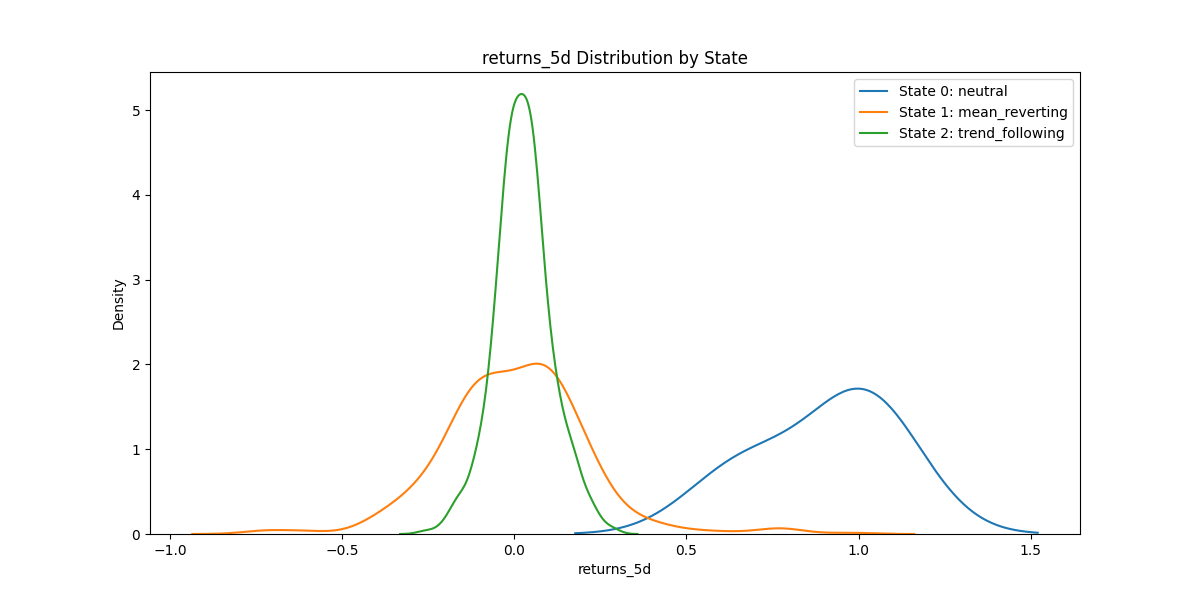 returns_5d Distribution by State
State 0: neutral
State 1: mean_reverting
State 2: trend_following
Density
5
4
3
2
1
0
−1.0
−0.5
0.0
0.5
1.0
1.5
returns_5d